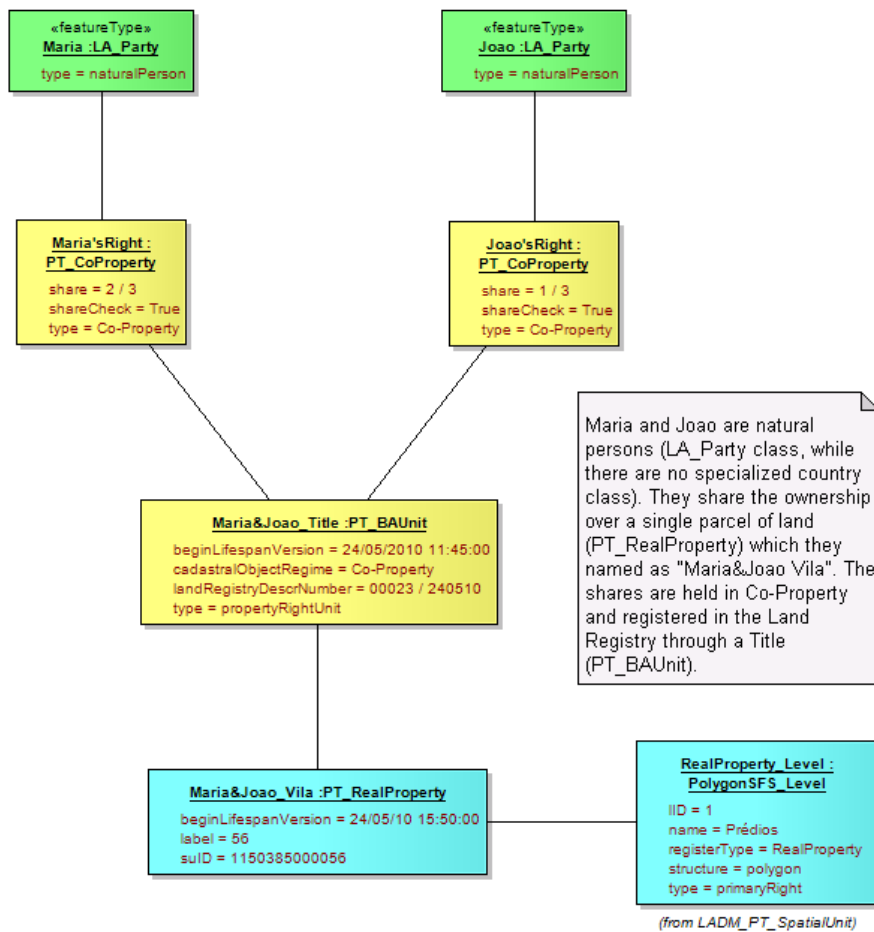 «featureType»
Maria :LA_Party
type = naturalPerson
«featureType»
Joao :LA_Party
type = naturalPerson
Maria'sRight :
PT_CoProperty
share = 2 / 3
shareCheck = True
type = Co-Property
Joao'sRight :
PT_CoProperty
share = 1 / 3
shareCheck = True
type = Co-Property
Maria and Joao are natural
persons (LA_Party class, while
there are no specialized country
class). They share the ownership
over a single parcel of land
(PT_RealProperty) which they
named as "Maria&Joao Vila". The
shares are held in Co-Property
and registered in the Land
Registry through a Title
(PT_BAUnit).
Maria&Joao_Title :PT_BAUnit
beginLifespanVersion = 24/05/2010 11:45:00
cadastralObjectRegime = Co-Property
landRegistryDescrNumber = 00023 / 240510
type = propertyRightUnit
Maria&Joao_Vila :PT_RealProperty
beginLifespanVersion = 24/05/10 15:50:00
label = 56
suID = 1150385000056
RealProperty_Level :
PolygonSFS_Level
lID = 1
name = Prédios
registerType = RealProperty
structure = polygon
type = primaryRight
(from LADM_PT_SpatialUnit)